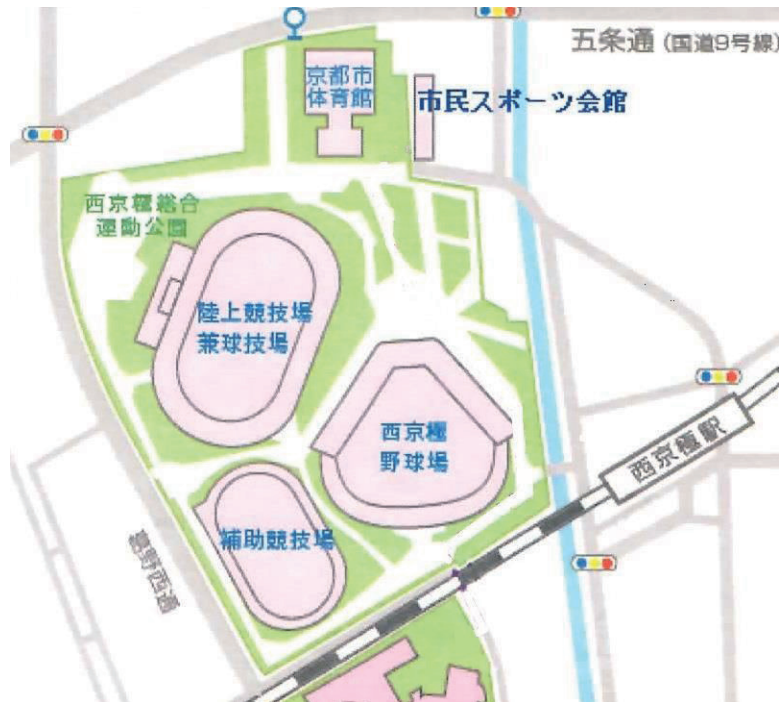 五条通 (国道9号線)
京都市
体育館
市民スポーツ会館
西京極総合
運動公園
陸上競技場
兼球技場
西京極
野球場
西京極駅
補助競技場
葛野西通